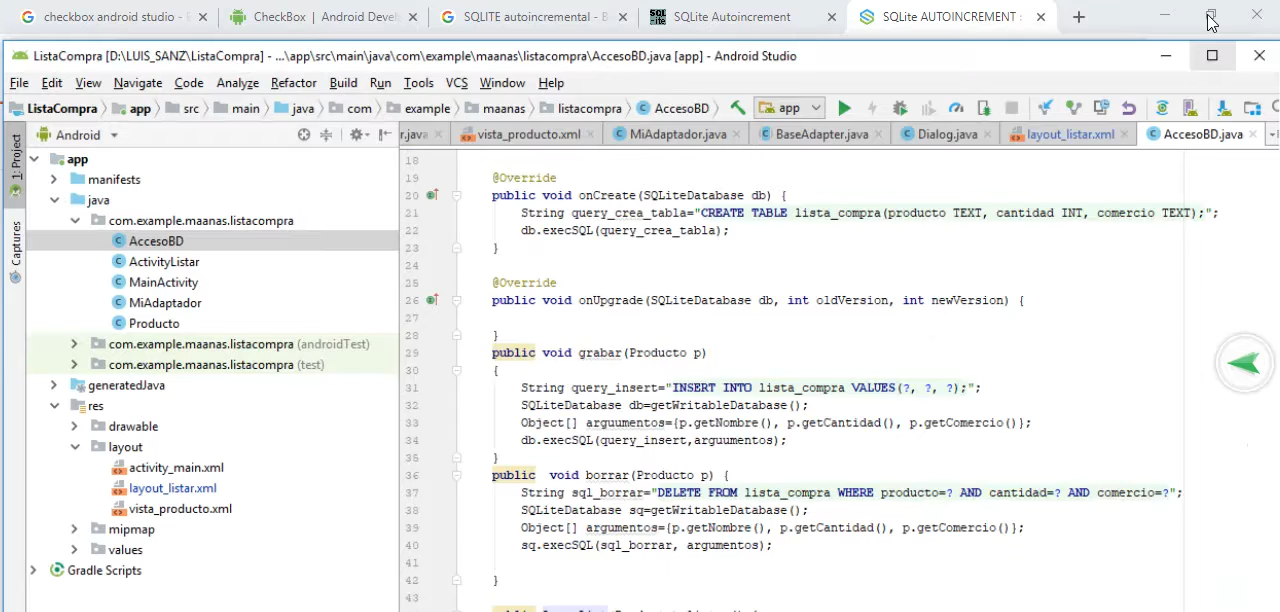 checkbox android studio - B
CheckBox | Android Devel
SQLITE autoincremental - B
SQLite Autoincrement
SQLite AUTOINCREMENT :
ListaCompra [D:\LUIS_SANZ\ListaCompra] - ...\app\src\main\java\com\example\maanas\listacompra\AccesoBD.java [app] - Android Studio
File Edit View Navigate Code Analyze Refactor Build Run Tools VCS Window Help
ListaCompra app src main java com example maanas listacompra AccesoBD app
Android r.java vista_producto.xml MiAdaptador.java BaseAdapter.java Dialog.java layout_listar.xml AccesoBD.java
1: Project
Captures
app
manifests
java
com.example.maanas.listacompra
AccesoBD
ActivityListar
MainActivity
MiAdaptador
Producto
com.example.maanas.listacompra (androidTest)
com.example.maanas.listacompra (test)
generatedJava
res
drawable
layout
activity_main.xml
layout_listar.xml
vista_producto.xml
mipmap
values
Gradle Scripts
18
19 @Override
20 public void onCreate(SQLiteDatabase db) {
21 String query_crea_tabla="CREATE TABLE lista_compra(producto TEXT, cantidad INT, comercio TEXT);";
22 db.execSQL(query_crea_tabla);
23 }
24
25 @Override
26 public void onUpgrade(SQLiteDatabase db, int oldVersion, int newVersion) {
27
28 }
29 public void grabar(Producto p)
30 {
31 String query_insert="INSERT INTO lista_compra VALUES(?, ?, ?);";
32 SQLiteDatabase db=getWritableDatabase();
33 Object[] arguumentos={p.getNombre(), p.getCantidad(), p.getComercio()};
34 db.execSQL(query_insert,arguumentos);
35 }
36 public void borrar(Producto p) {
37 String sql_borrar="DELETE FROM lista_compra WHERE producto=? AND cantidad=? AND comercio=?";
38 SQLiteDatabase sq=getWritableDatabase();
39 Object[] argumentos={p.getNombre(), p.getCantidad(), p.getComercio()};
40 sq.execSQL(sql_borrar, argumentos);
41
42 }
43